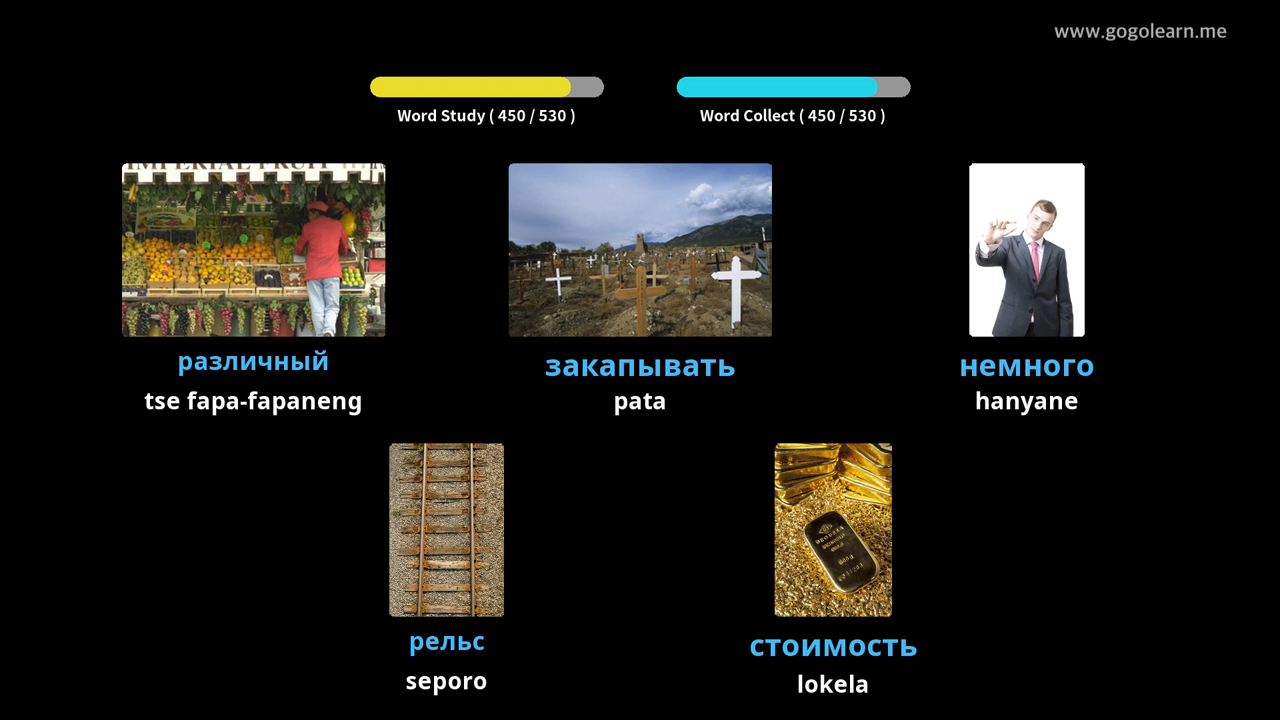 www.gogolearn.me
Word Study ( 450 / 530 )
Word Collect ( 450 / 530 )
различный
tse fapa-fapaneng
закапывать
pata
немного
hanyane
рельс
seporo
стоимость
lokela